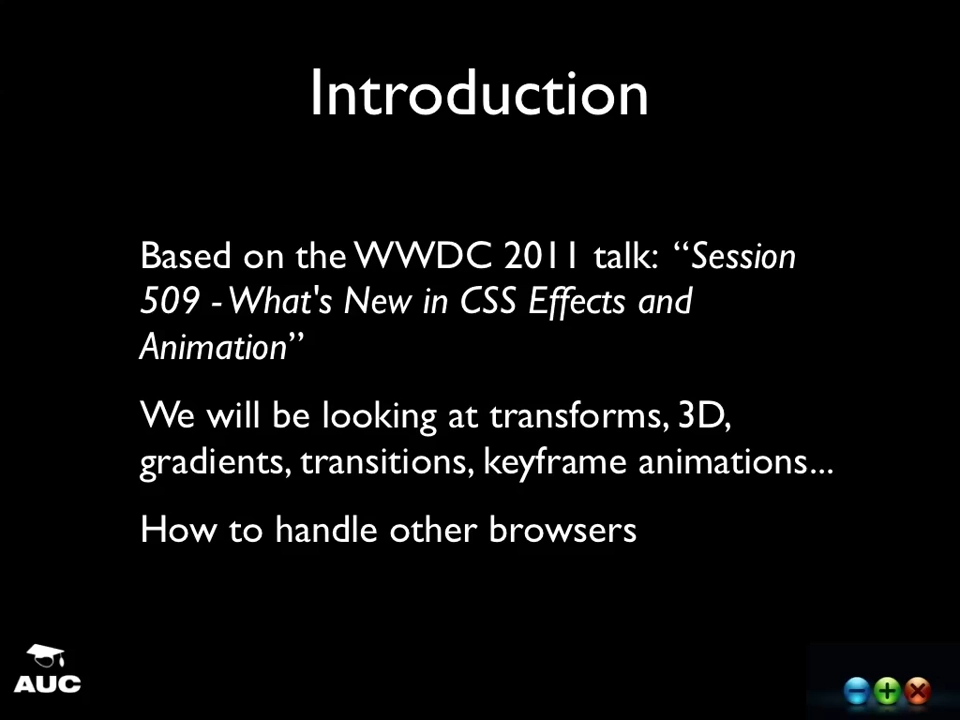 Introduction
Based on the WWDC 2011 talk: “Session
509 - What's New in CSS Effects and
Animation”
We will be looking at transforms, 3D,
gradients, transitions, keyframe animations...
How to handle other browsers
AUC